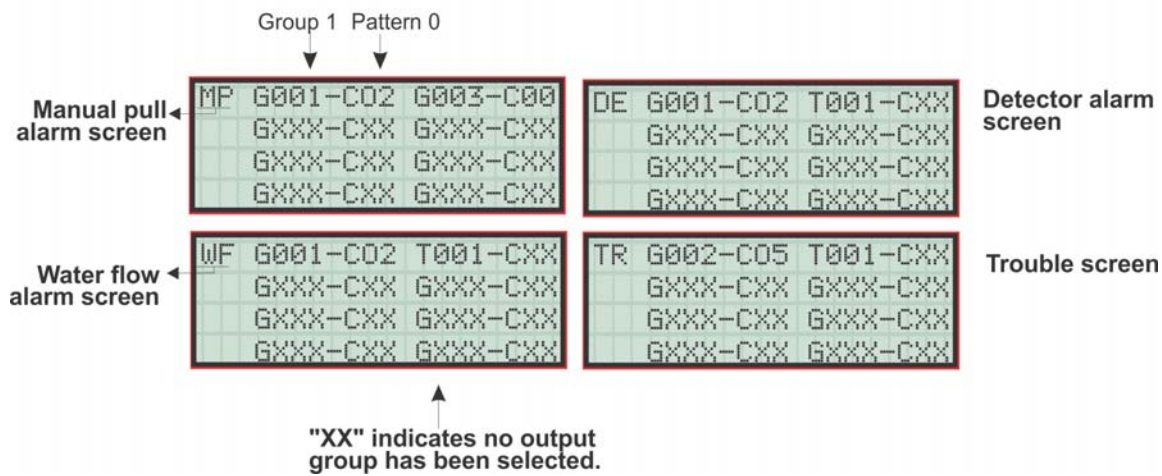 Group 1 Pattern 0
Manual pull
alarm screen
MP G001-CO2 G003-C00
GXXX-CXX GXXX-CXX
GXXX-CXX GXXX-CXX
GXXX-CXX GXXX-CXX
DE G001-CO2 T001-CXX
GXXX-CXX GXXX-CXX
GXXX-CXX GXXX-CXX
GXXX-CXX GXXX-CXX
Detector alarm
screen
Water flow
alarm screen
WF G001-CO2 T001-CXX
GXXX-CXX GXXX-CXX
GXXX-CXX GXXX-CXX
GXXX-CXX GXXX-CXX
TR G002-CO5 T001-CXX
GXXX-CXX GXXX-CXX
GXXX-CXX GXXX-CXX
GXXX-CXX GXXX-CXX
Trouble screen
"XX" indicates no output
group has been selected.